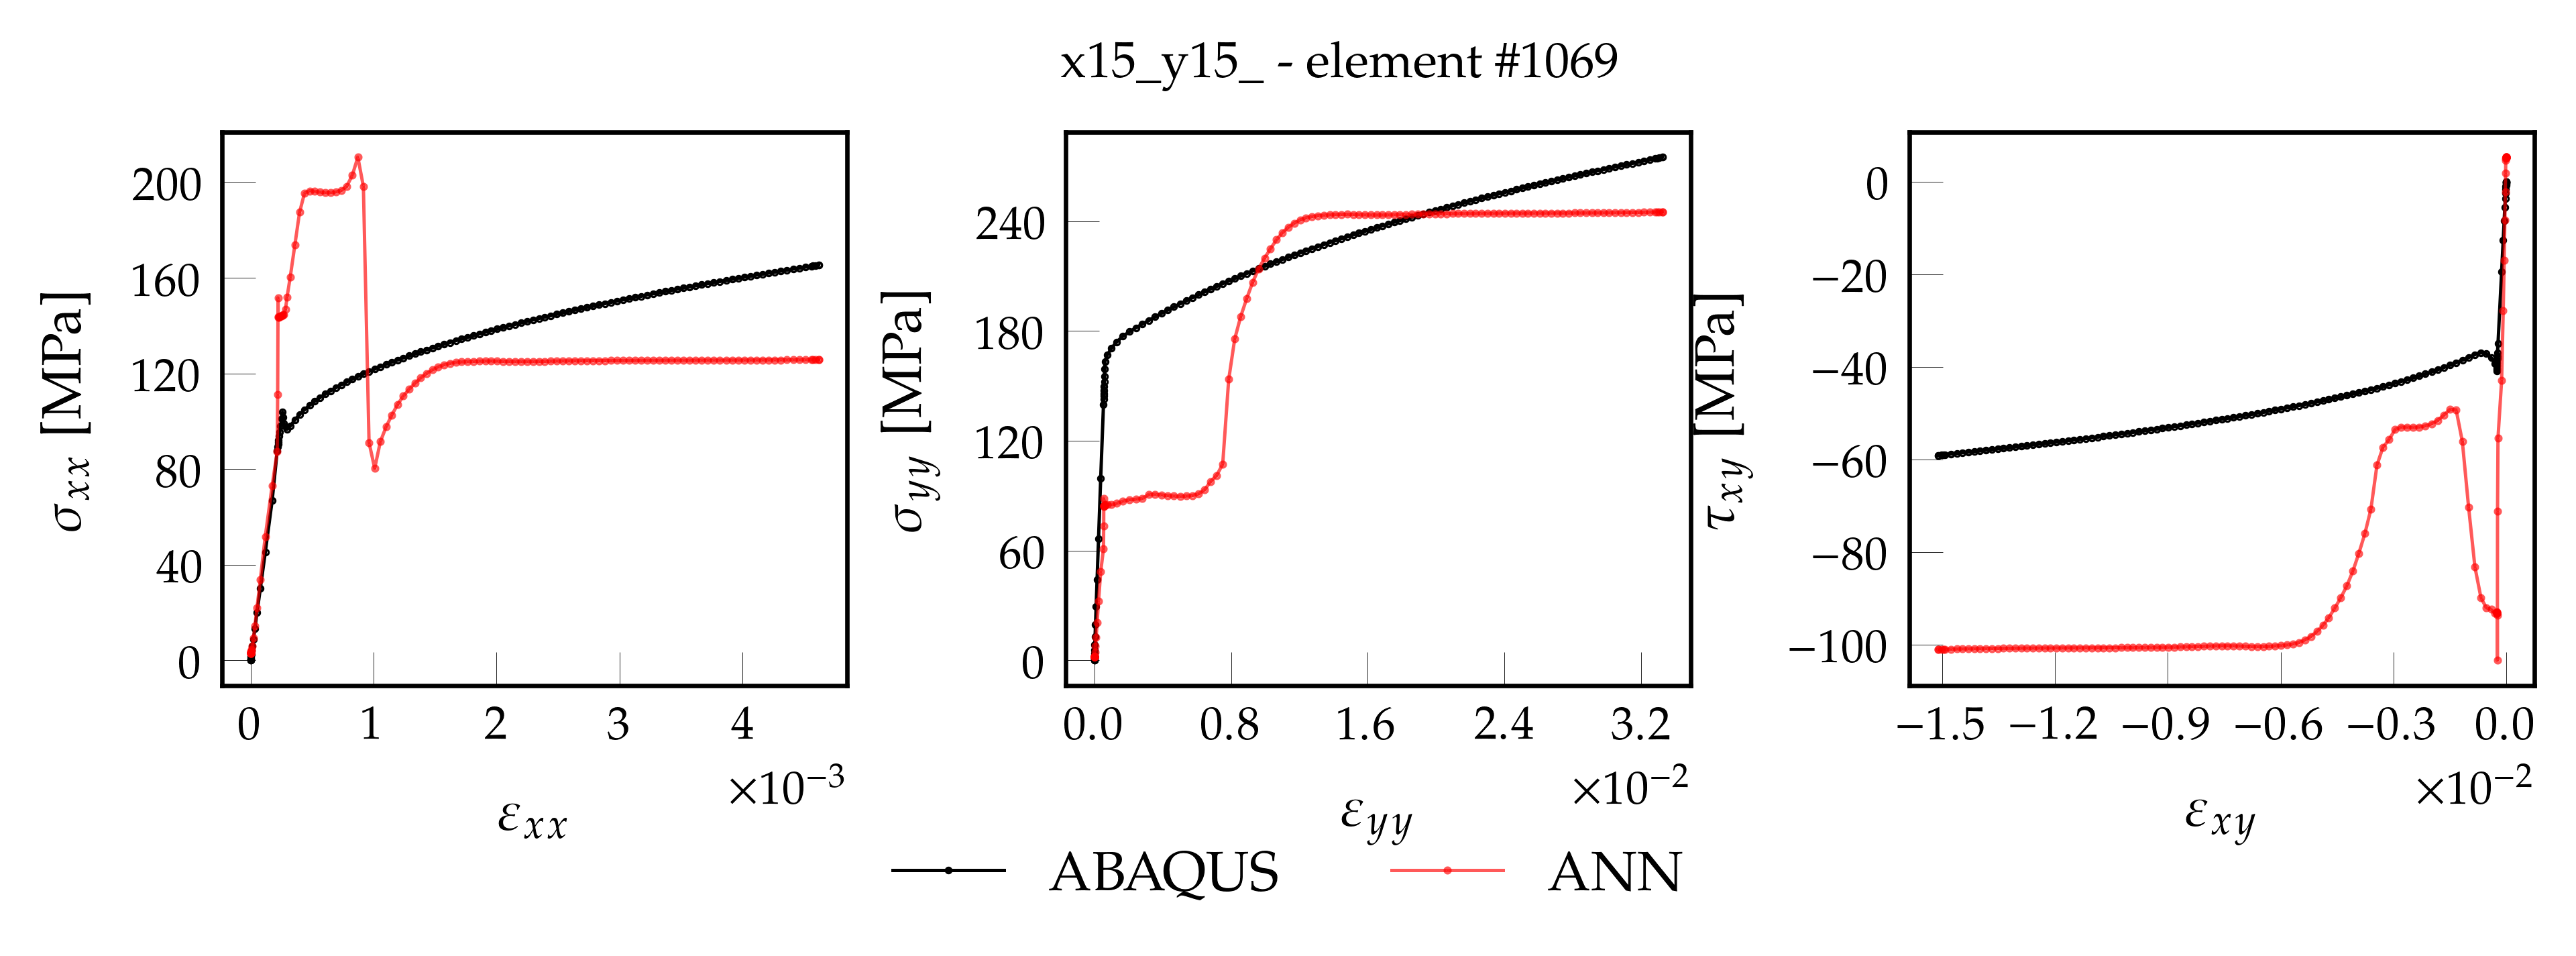 x15_y15_ - element #1069
σxx [MPa]
200
160
120
80
40
0
0 1 2 3 4
×10⁻³
εxx
σyy [MPa]
240
180
120
60
0
0.0 0.8 1.6 2.4 3.2
×10⁻²
εyy
τxy [MPa]
0
−20
−40
−60
−80
−100
−1.5 −1.2 −0.9 −0.6 −0.3 0.0
×10⁻²
εxy
ABAQUS ANN